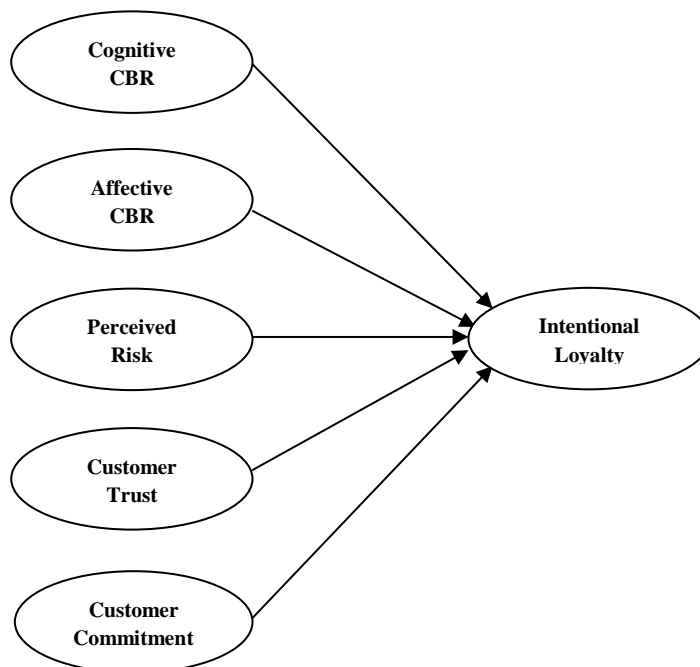 Cognitive
CBR
Affective
CBR
Perceived
Risk
Intentional
Loyalty
Customer
Trust
Customer
Commitment